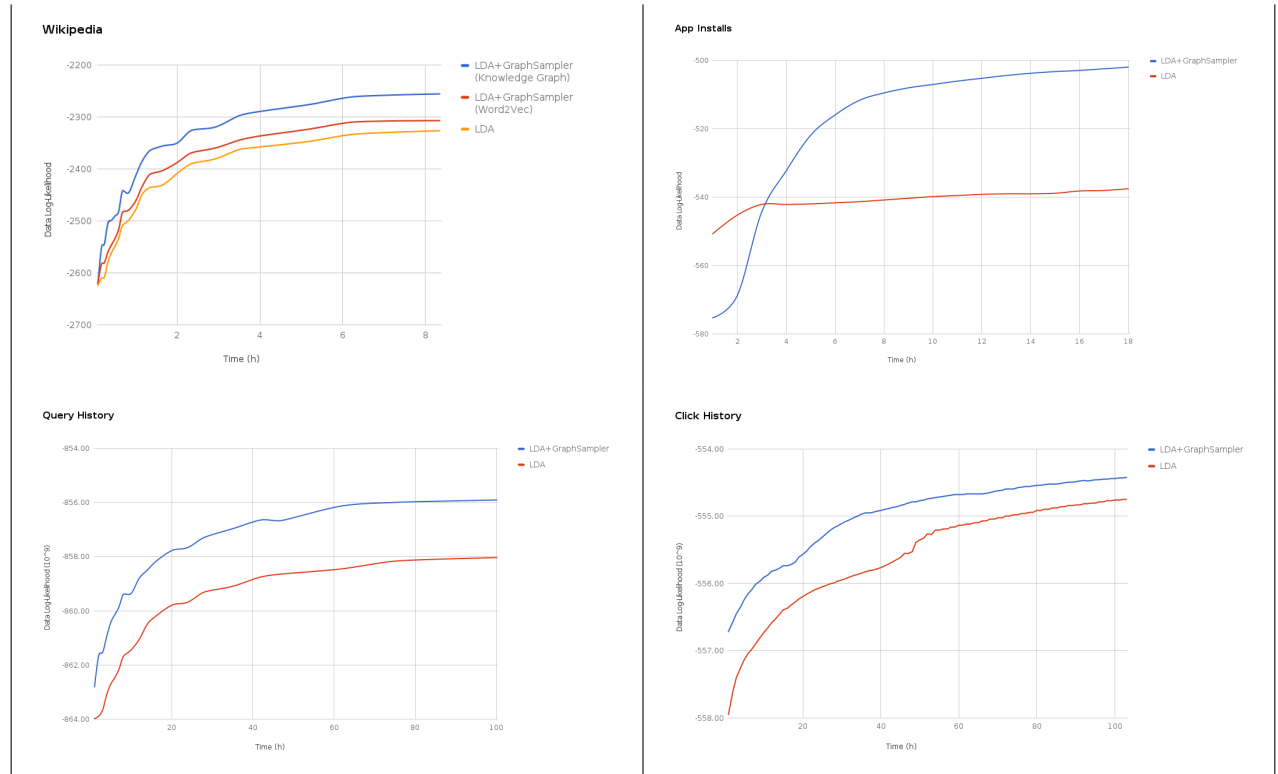 Wikipedia
-2200
-2300
-2400
-2500
-2600
-2700
Data Log-Likelihood
2
4
6
8
Time (h)
LDA+GraphSampler
(Knowledge Graph)
LDA+GraphSampler
(Word2Vec)
LDA
App Installs
-500
-520
-540
-560
-580
Data Log-Likelihood
2
4
6
8
10
12
14
16
18
Time (h)
LDA+GraphSampler
LDA
Query History
-854.00
-856.00
-858.00
-860.00
-862.00
-864.00
Data Log-Likelihood (10^9)
20
40
60
80
100
Time (h)
LDA+GraphSampler
LDA
Click History
-554.00
-555.00
-556.00
-557.00
-558.00
Data Log-Likelihood (10^9)
20
40
60
80
100
Time (h)
LDA+GraphSampler
LDA